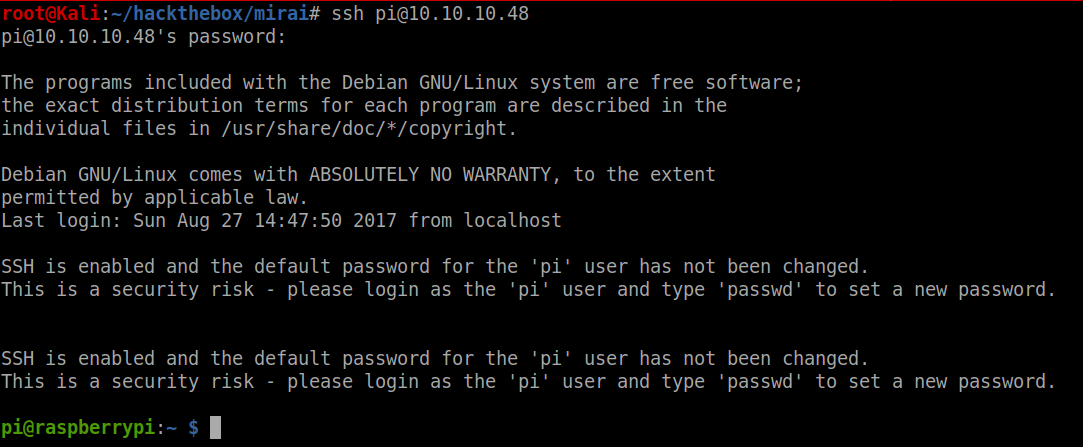 root@Kali:~/hackthebox/mirai# ssh pi@10.10.10.48
pi@10.10.10.48's password:
The programs included with the Debian GNU/Linux system are free software;
the exact distribution terms for each program are described in the
individual files in /usr/share/doc/*/copyright.
Debian GNU/Linux comes with ABSOLUTELY NO WARRANTY, to the extent
permitted by applicable law.
Last login: Sun Aug 27 14:47:50 2017 from localhost
SSH is enabled and the default password for the 'pi' user has not been changed.
This is a security risk - please login as the 'pi' user and type 'passwd' to set a new password.
SSH is enabled and the default password for the 'pi' user has not been changed.
This is a security risk - please login as the 'pi' user and type 'passwd' to set a new password.
pi@raspberrypi:~ $